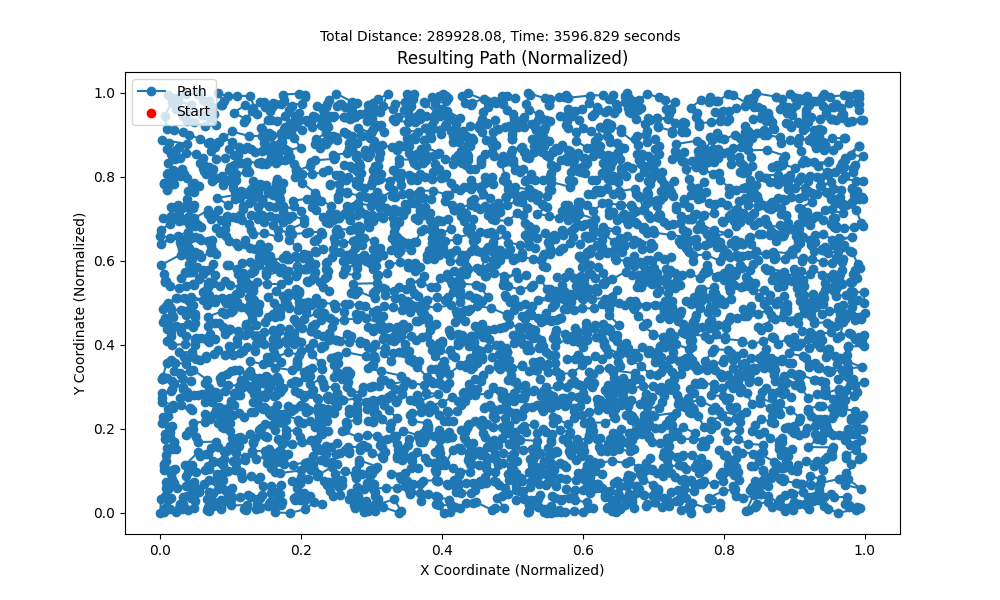 Total Distance: 289928.08, Time: 3596.829 seconds
Resulting Path (Normalized)
Path
Start
1.0
0.8
0.6
0.4
0.2
0.0
Y Coordinate (Normalized)
0.0 0.2 0.4 0.6 0.8 1.0
X Coordinate (Normalized)